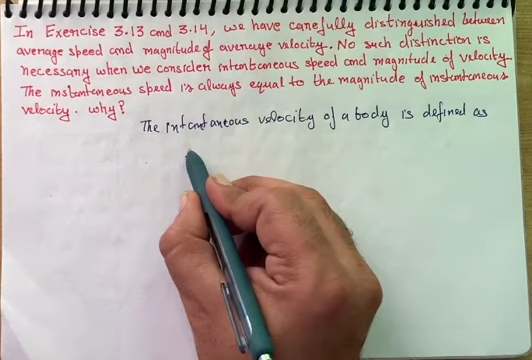 In Exercise 3.13 and 3.14, we have carefully distinguished between
average speed and magnitude of average velocity. No such distinction is
necessary when we consider intantaneous speed and magnitude of velocity
The instantaneous speed is always equal to the magnitude of instantaneous
velocity. why?
The intantaneous velocity of a body is defined as